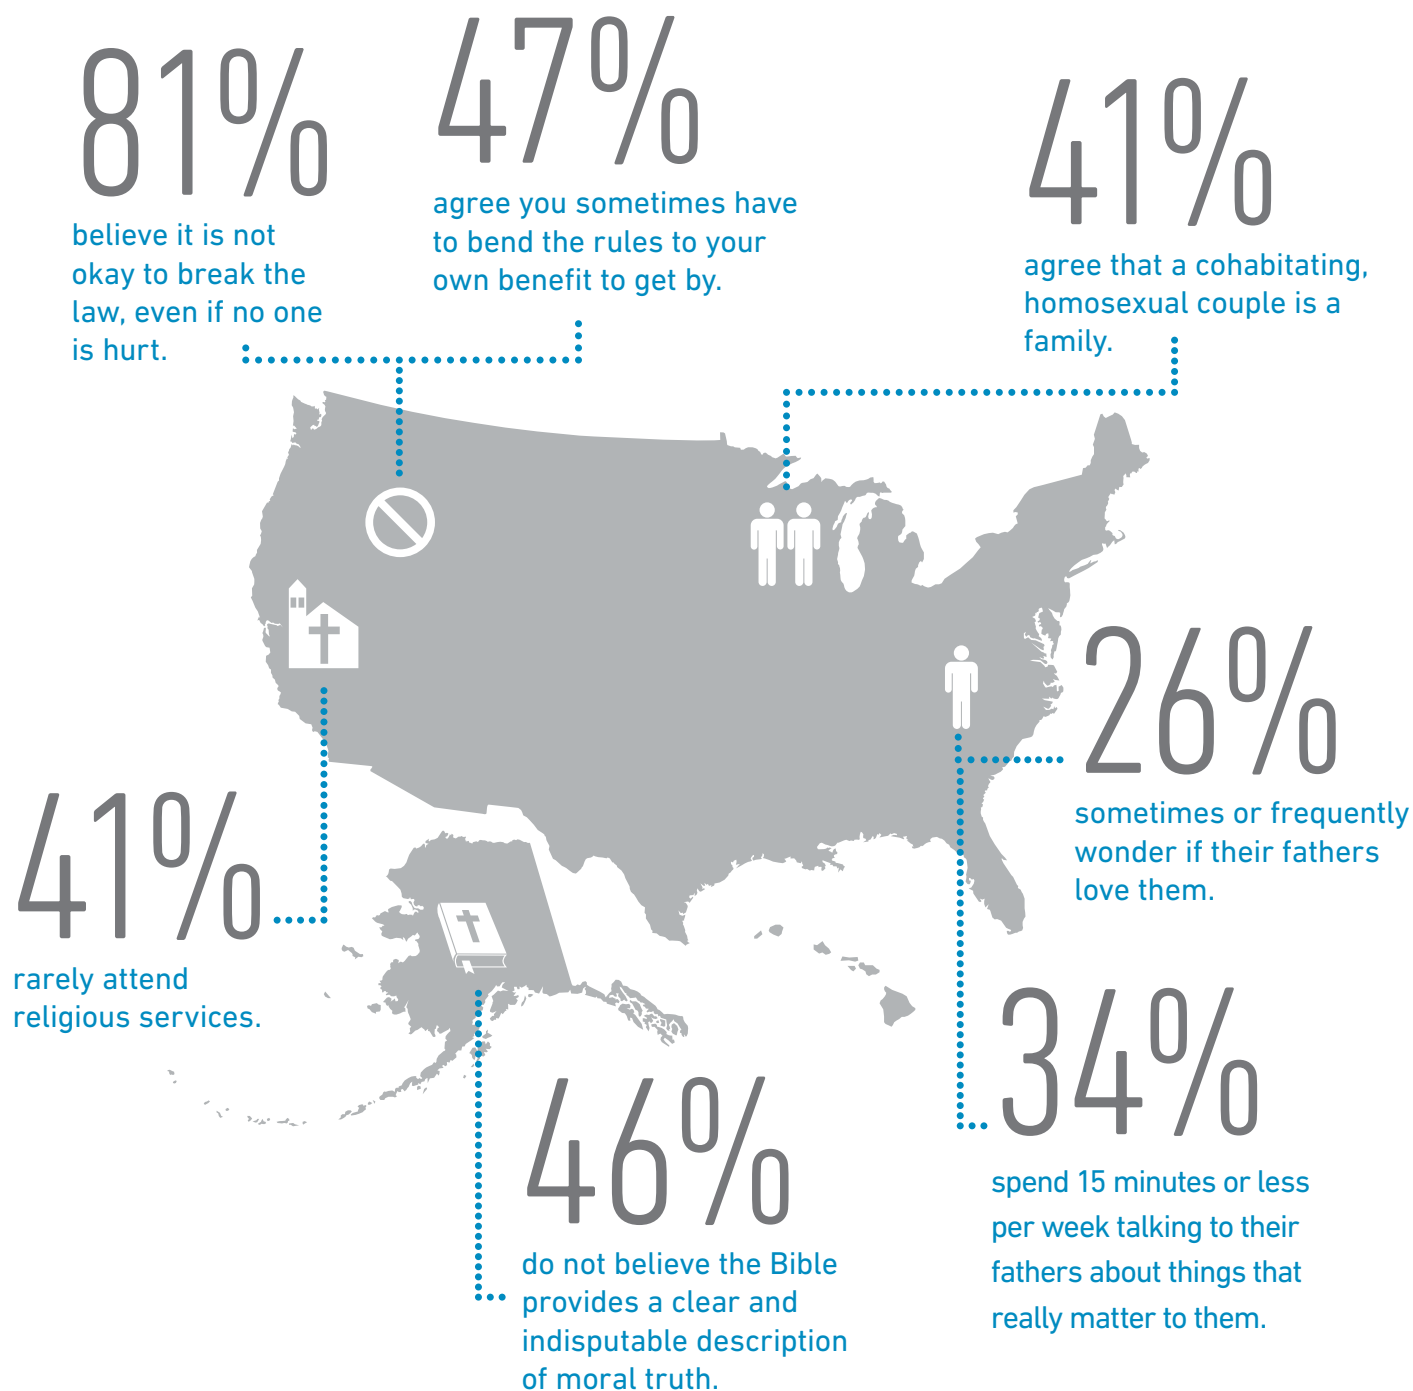 81%
believe it is not
okay to break the
law, even if no one
is hurt.
47%
agree you sometimes have
to bend the rules to your
own benefit to get by.
41%
agree that a cohabitating,
homosexual couple is a
family.
26%
sometimes or frequently
wonder if their fathers
love them.
41%
rarely attend
religious services.
34%
spend 15 minutes or less
per week talking to their
fathers about things that
really matter to them.
46%
do not believe the Bible
provides a clear and
indisputable description
of moral truth.